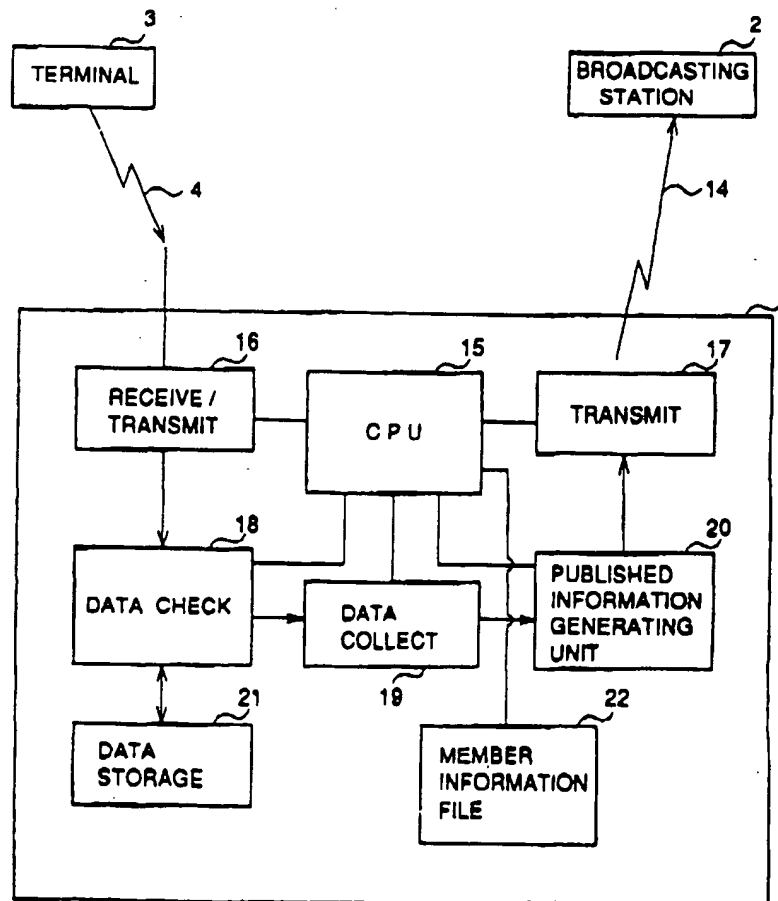 3
TERMINAL
2
BROADCASTING
STATION
4
14
16
RECEIVE /
TRANSMIT
15
CPU
17
TRANSMIT
18
DATA CHECK
DATA
COLLECT
19
20
PUBLISHED
INFORMATION
GENERATING
UNIT
21
DATA
STORAGE
22
MEMBER
INFORMATION
FILE